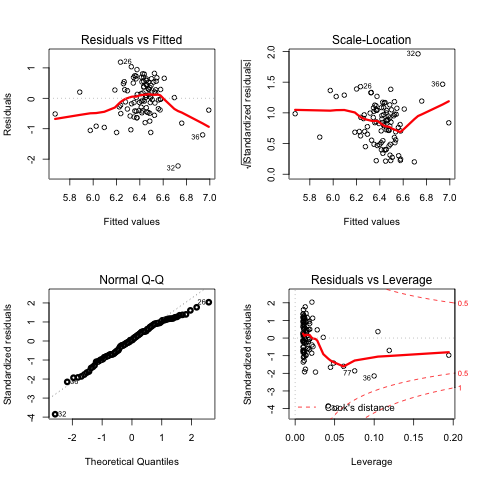 Residuals vs Fitted
Residuals
1
0
-1
-2
26
36
32
5.8 6.0 6.2 6.4 6.6 6.8 7.0
Fitted values
Scale-Location
√|Standardized residuals|
2.0
1.5
1.0
0.5
0.0
32
36
26
5.8 6.0 6.2 6.4 6.6 6.8 7.0
Fitted values
Normal Q-Q
Standardized residuals
2
1
0
-1
-2
-3
-4
26
36
32
-2 -1 0 1 2
Theoretical Quantiles
Residuals vs Leverage
Standardized residuals
2
1
0
-1
-2
-3
-4
0.5
0.5
1
77
36
Cook's distance
0.00 0.05 0.10 0.15 0.20
Leverage